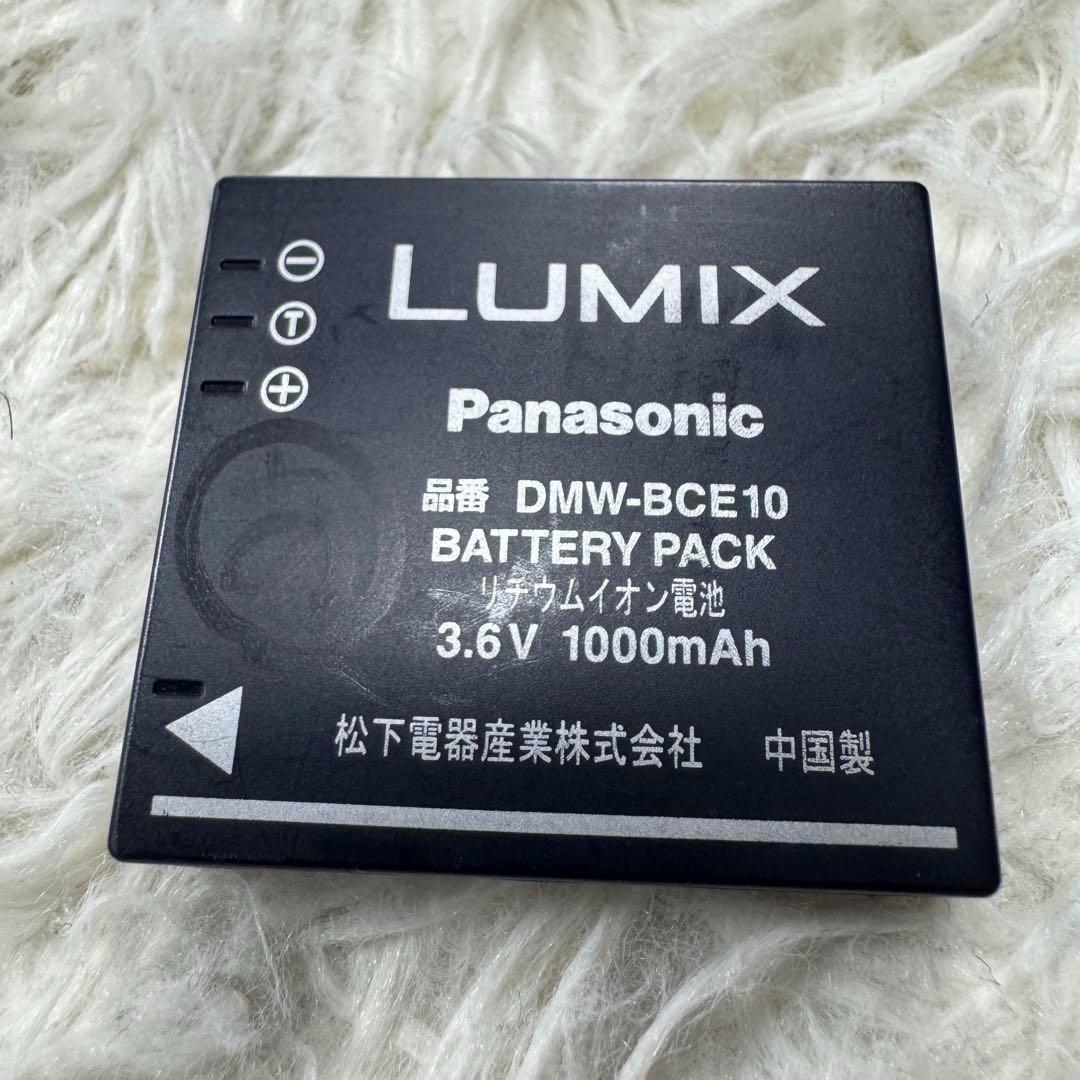 LUMIX
Panasonic
品番 DMW-BCE10
BATTERY PACK
リチウムイオン電池
3.6V 1000mAh
松下電器産業株式会社 中国製
−
T
+